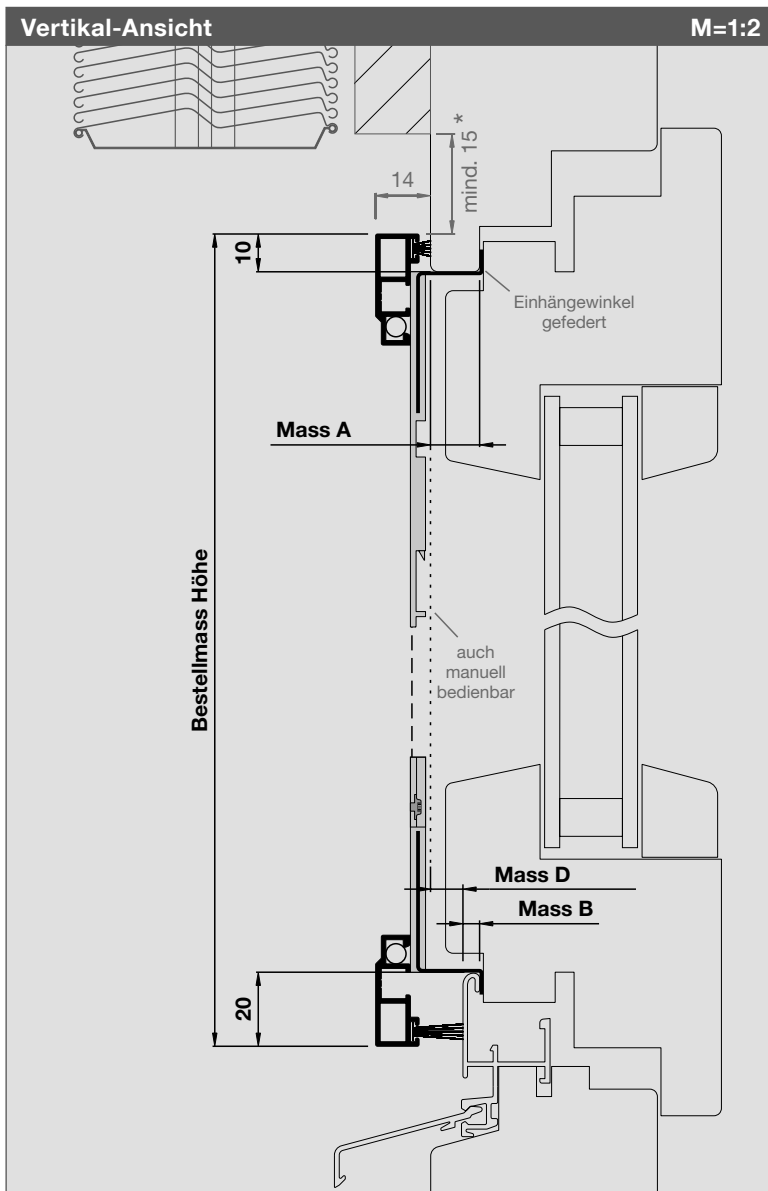 Vertikal-Ansicht M=1:2
mind. 15 *
14
10
Einhängewinkel
gefedert
Mass A
Bestellmass Höhe
auch
manuell
bedienbar
Mass D
Mass B
20